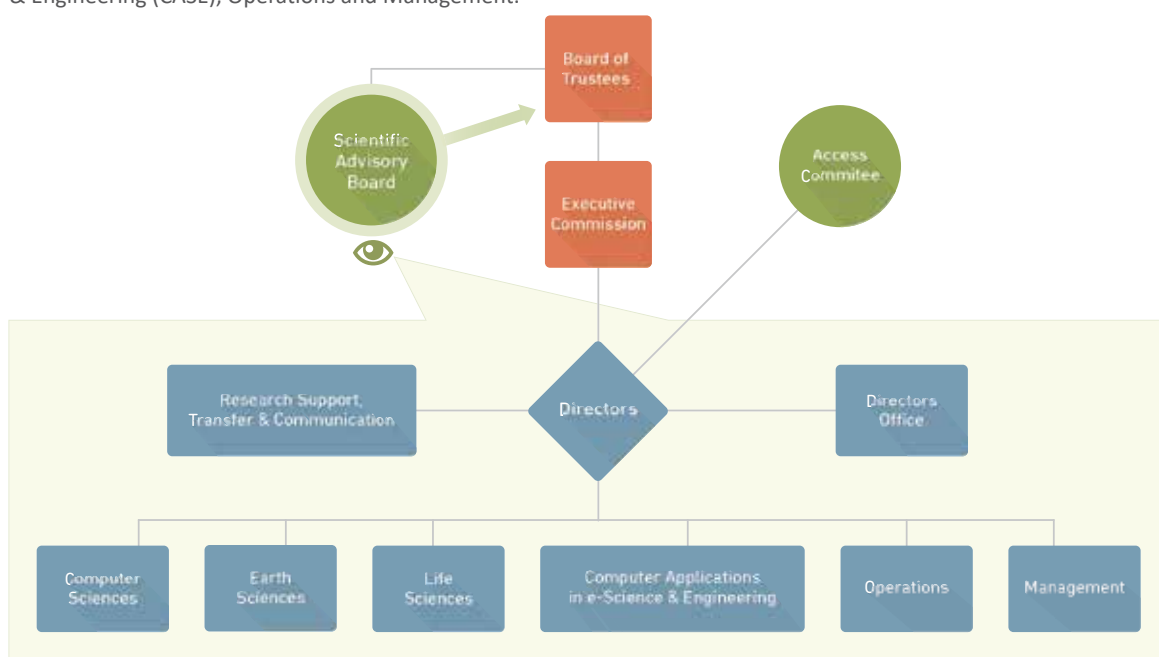 & Engineering (CASE), Operations and Management.
Board of
Trustees
Scientific
Advisory
Board
Access
Commitee
Executive
Commission
Research Support,
Transfer & Communication
Directors
Directors
Office
Computer
Sciences
Earth
Sciences
Life
Sciences
Computer Applications
in e-Science & Engineering
Operations
Management